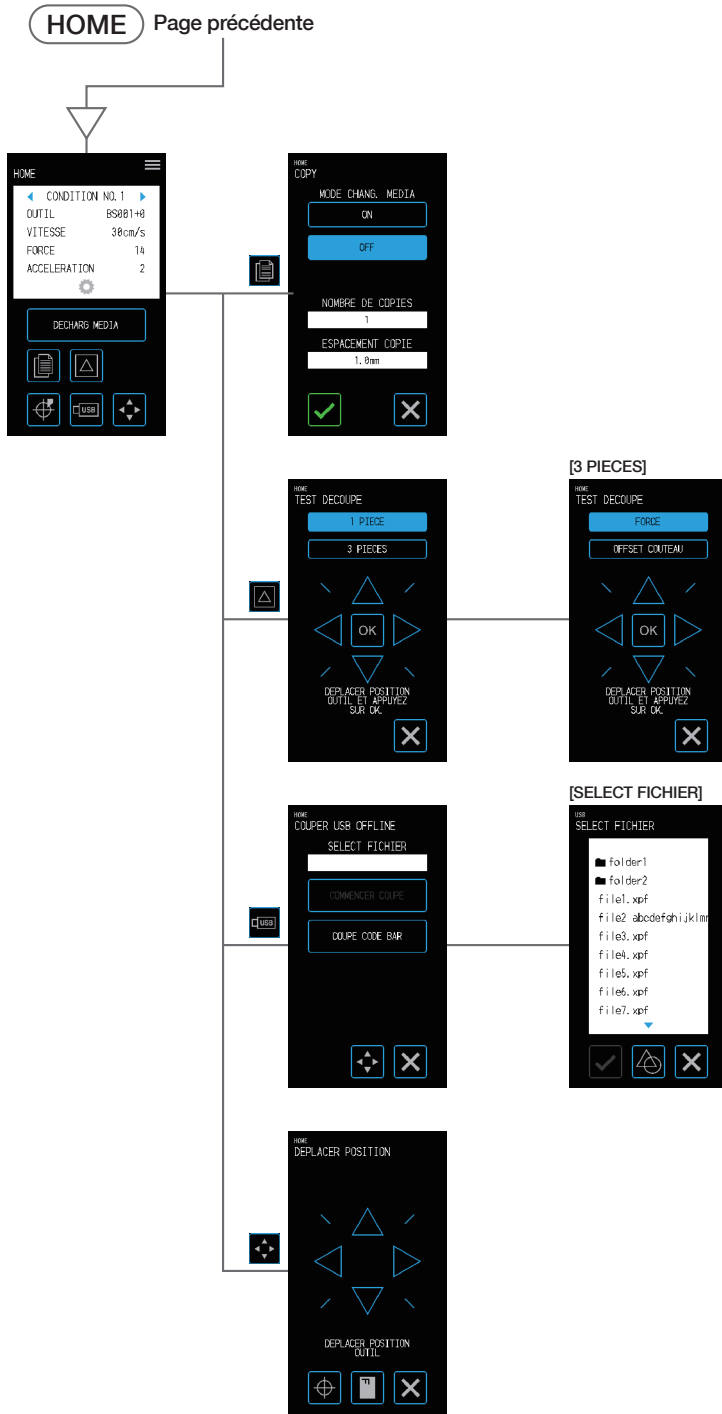 HOME Page précédente
HOME
CONDITION NO.1
OUTIL BS001+0
VITESSE 30cm/s
FORCE 14
ACCELERATION 2
DECHARG MEDIA
USB
HOME
COPY
MODE CHANG. MEDIA
ON
OFF
NOMBRE DE COPIES
1
ESPACEMENT COPIE
1.0mm
HOME
TEST DECOUPE
1 PIECE
3 PIECES
OK
DEPLACER POSITION
OUTIL ET APPUYEZ
SUR OK.
[3 PIECES]
HOME
TEST DECOUPE
FORCE
OFFSET COUTEAU
OK
DEPLACER POSITION
OUTIL ET APPUYEZ
SUR OK.
USB
HOME
COUPER USB OFFLINE
SELECT FICHIER
COMMENCER COUPE
COUPE CODE BAR
[SELECT FICHIER]
USB
SELECT FICHIER
folder1
folder2
file1.xpf
file2 abcdefghijklmn
file3.xpf
file4.xpf
file5.xpf
file6.xpf
file7.xpf
HOME
DEPLACER POSITION
DEPLACER POSITION
OUTIL